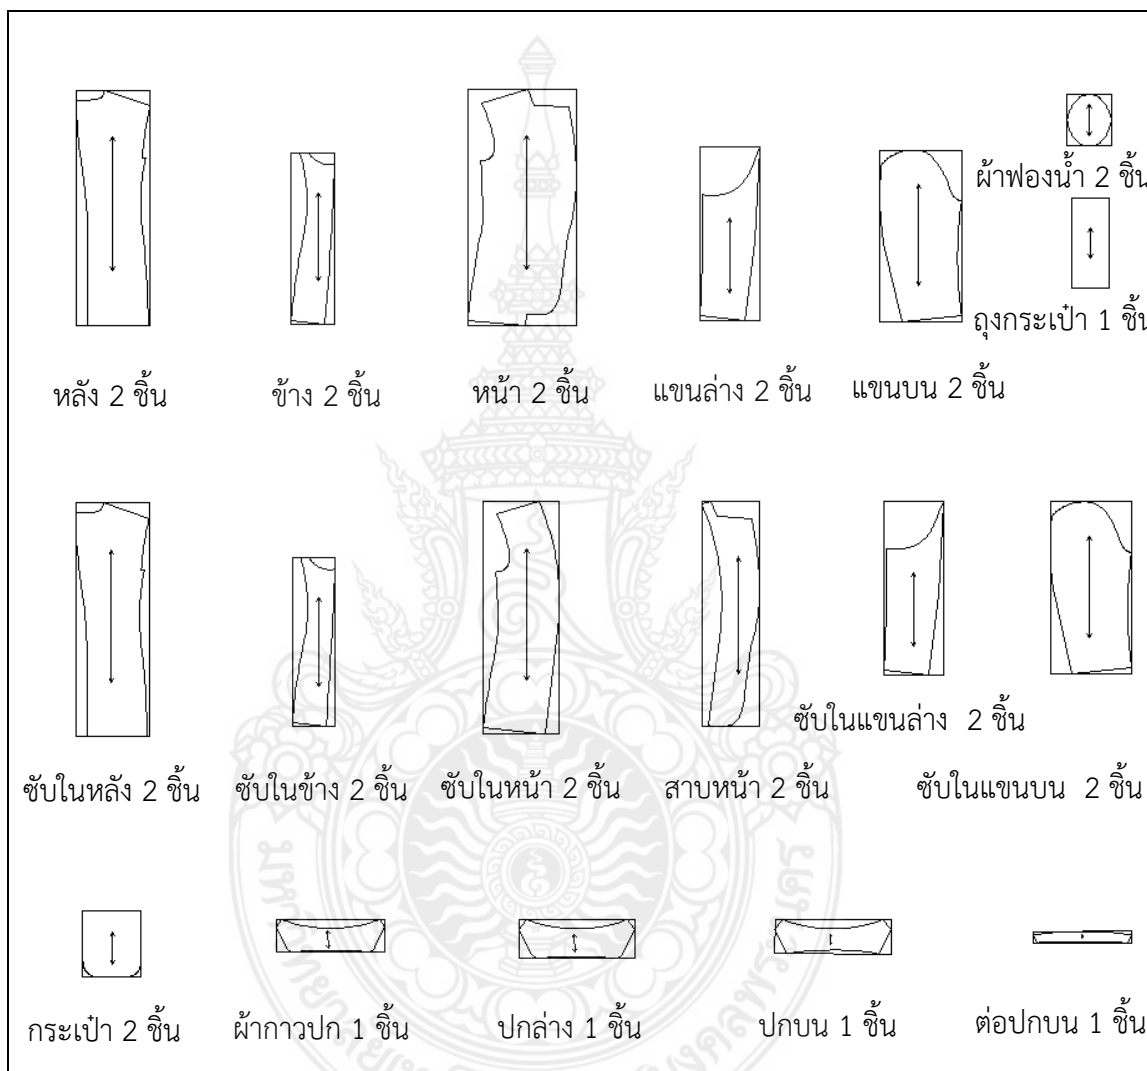 ผ้าฟองน้ำ 2 ชิ้น
ถุงกระเป๋า 1 ชิ้น
หลัง 2 ชิ้น
ข้าง 2 ชิ้น
หน้า 2 ชิ้น
แขนล่าง 2 ชิ้น
แขนบน 2 ชิ้น
ซับในแขนล่าง 2 ชิ้น
ซับในหลัง 2 ชิ้น
ซับในข้าง 2 ชิ้น
ซับในหน้า 2 ชิ้น
สาบหน้า 2 ชิ้น
ซับในแขนบน 2 ชิ้น
กระเป๋า 2 ชิ้น
ผ้ากาวปก 1 ชิ้น
ปกล่าง 1 ชิ้น
ปกบน 1 ชิ้น
ต่อปกบน 1 ชิ้น